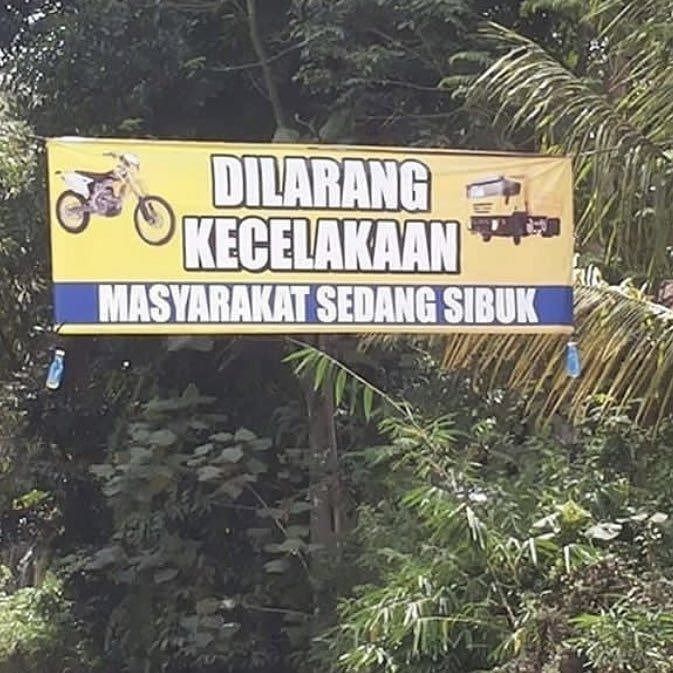 DILARANG
KECELAKAAN
MASYARAKAT SEDANG SIBUK